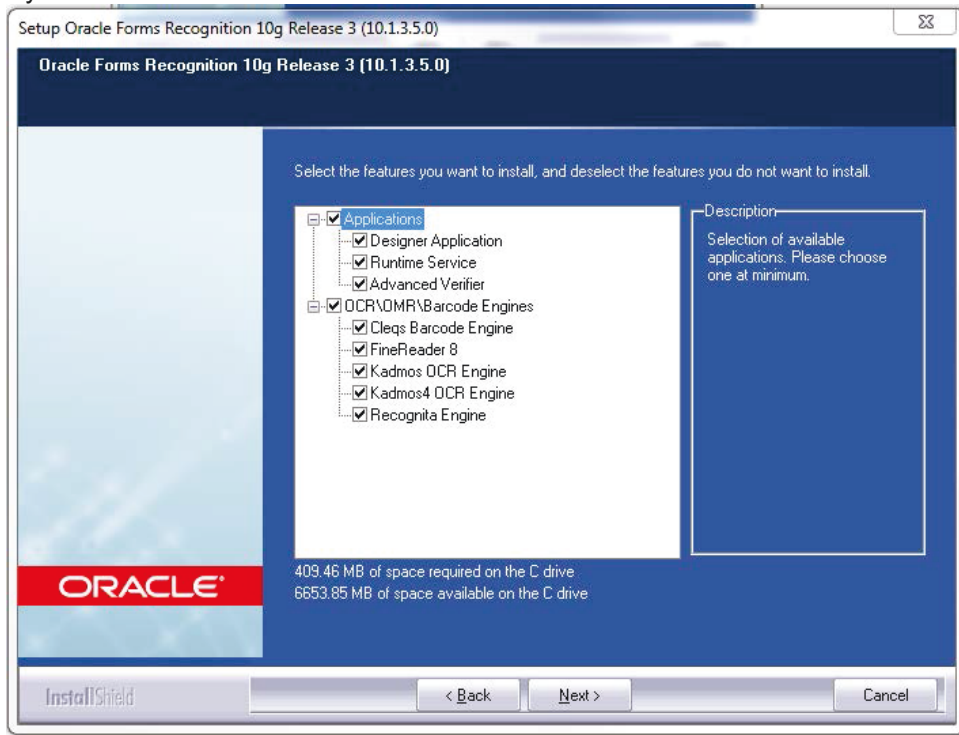 Setup Oracle Forms Recognition 10g Release 3 (10.1.3.5.0)
Oracle Forms Recognition 10g Release 3 (10.1.3.5.0)
Select the features you want to install, and deselect the features you do not want to install.
Applications
Designer Application
Runtime Service
Advanced Verifier
OCR\OMR\Barcode Engines
Cleqs Barcode Engine
FineReader 8
Kadmos OCR Engine
Kadmos4 OCR Engine
Recognita Engine
Description
Selection of available
applications. Please choose
one at minimum.
409.46 MB of space required on the C drive
6653.85 MB of space available on the C drive
ORACLE
InstallShield
< Back
Next >
Cancel